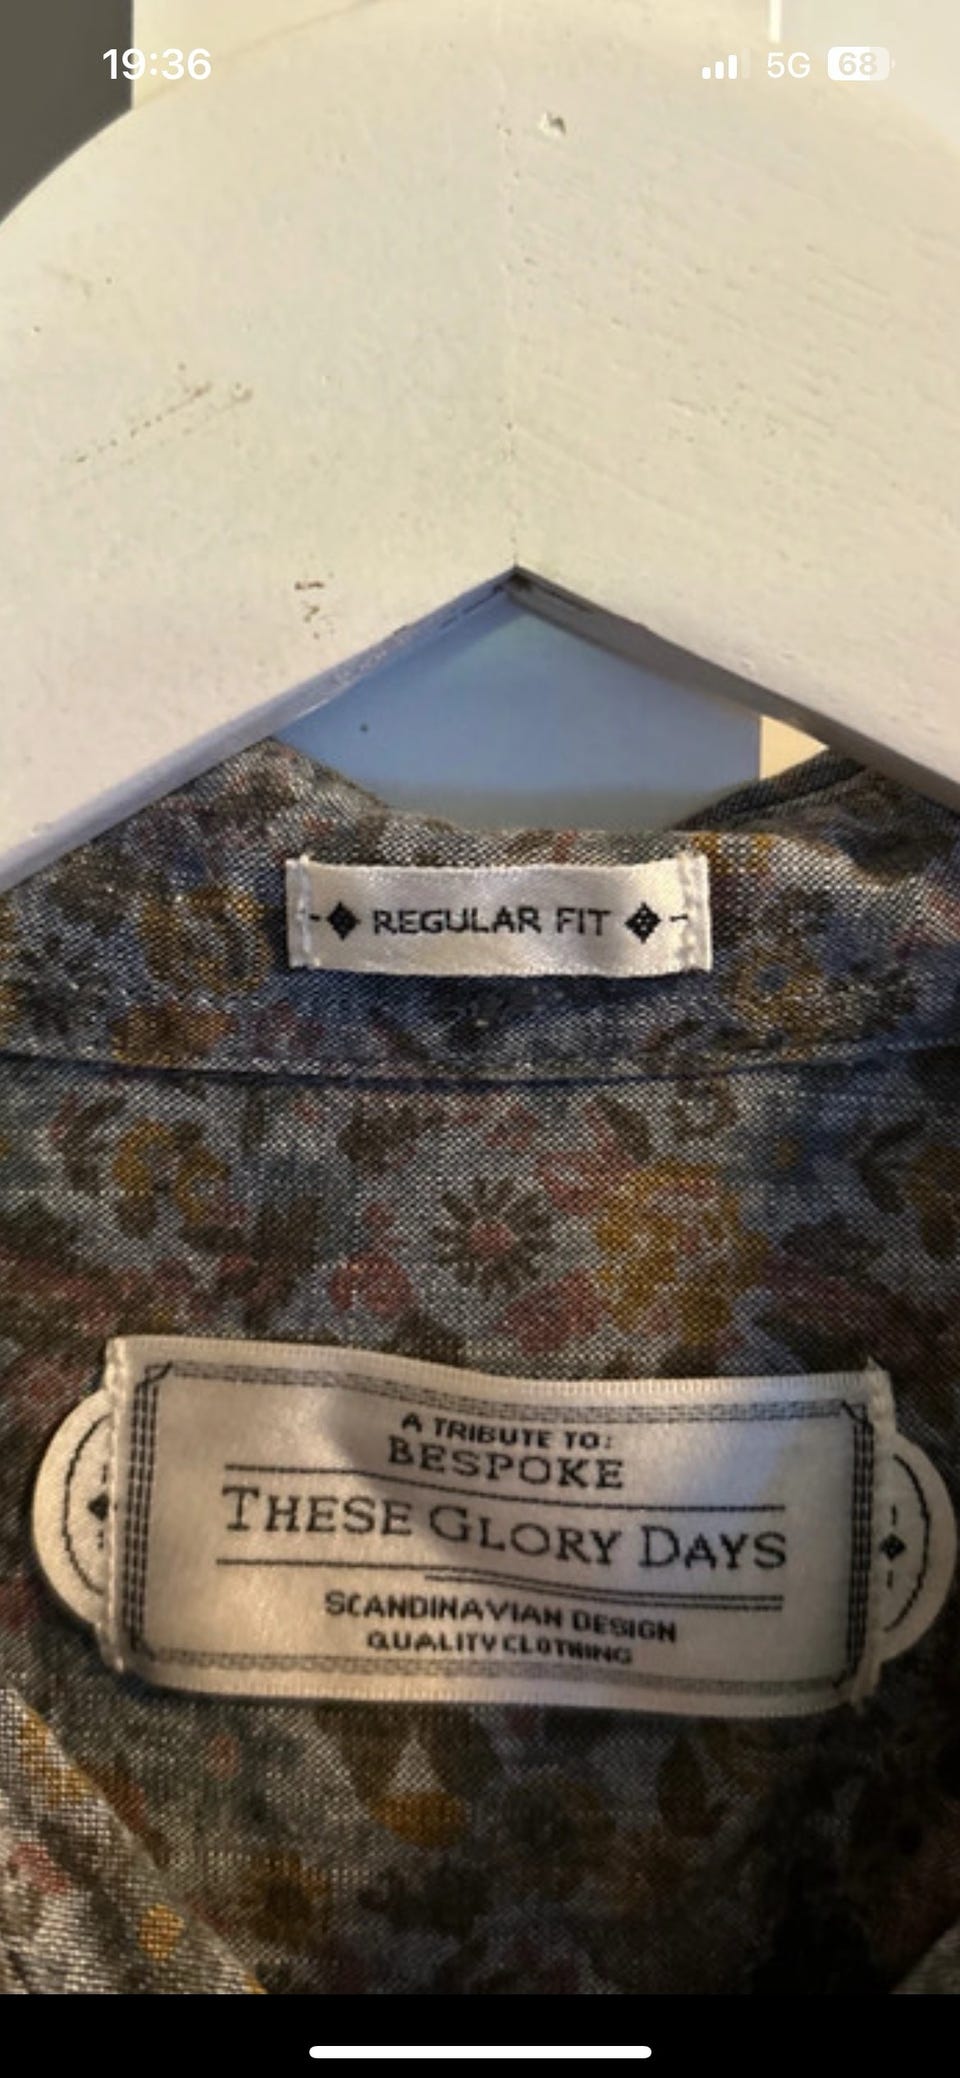 19:36 5G 68
REGULAR FIT
A TRIBUTE TO:
BESPOKE
THESE GLORY DAYS
SCANDINAVIAN DESIGN
QUALITY CLOTHING